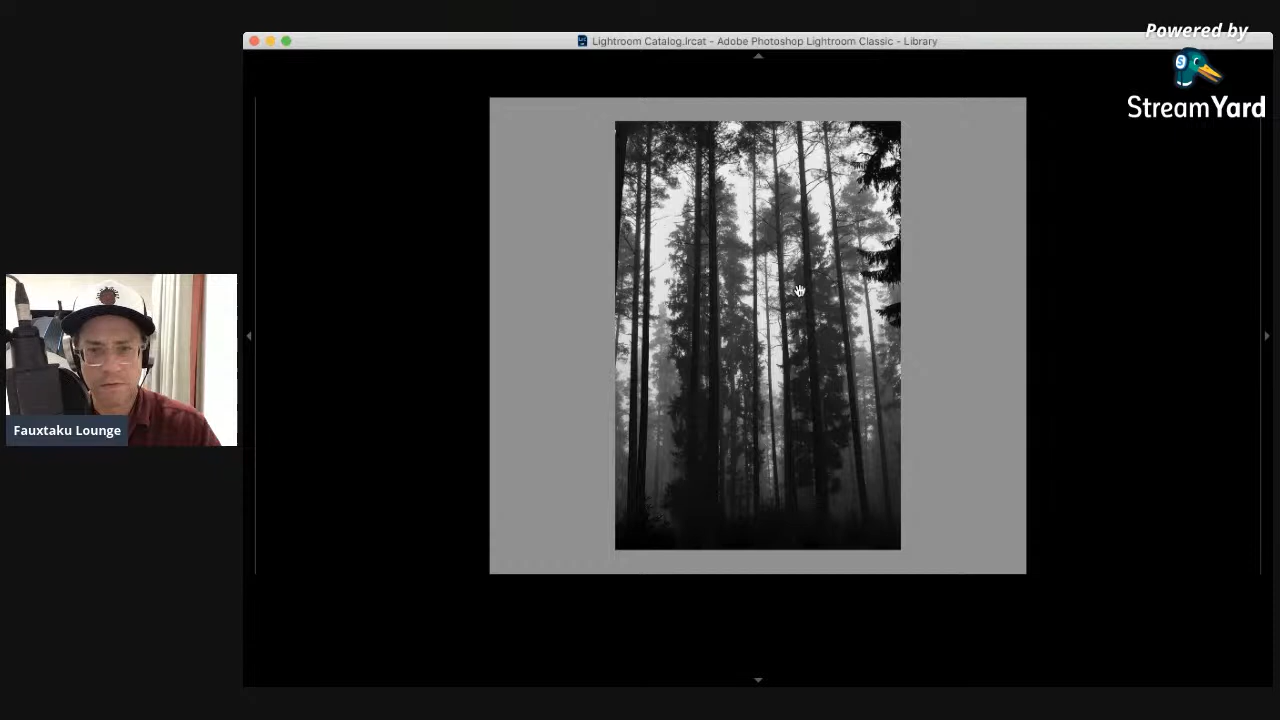 Lightroom Catalog.lrcat - Adobe Photoshop Lightroom Classic - Library
Powered by
StreamYard
Fauxtaku Lounge